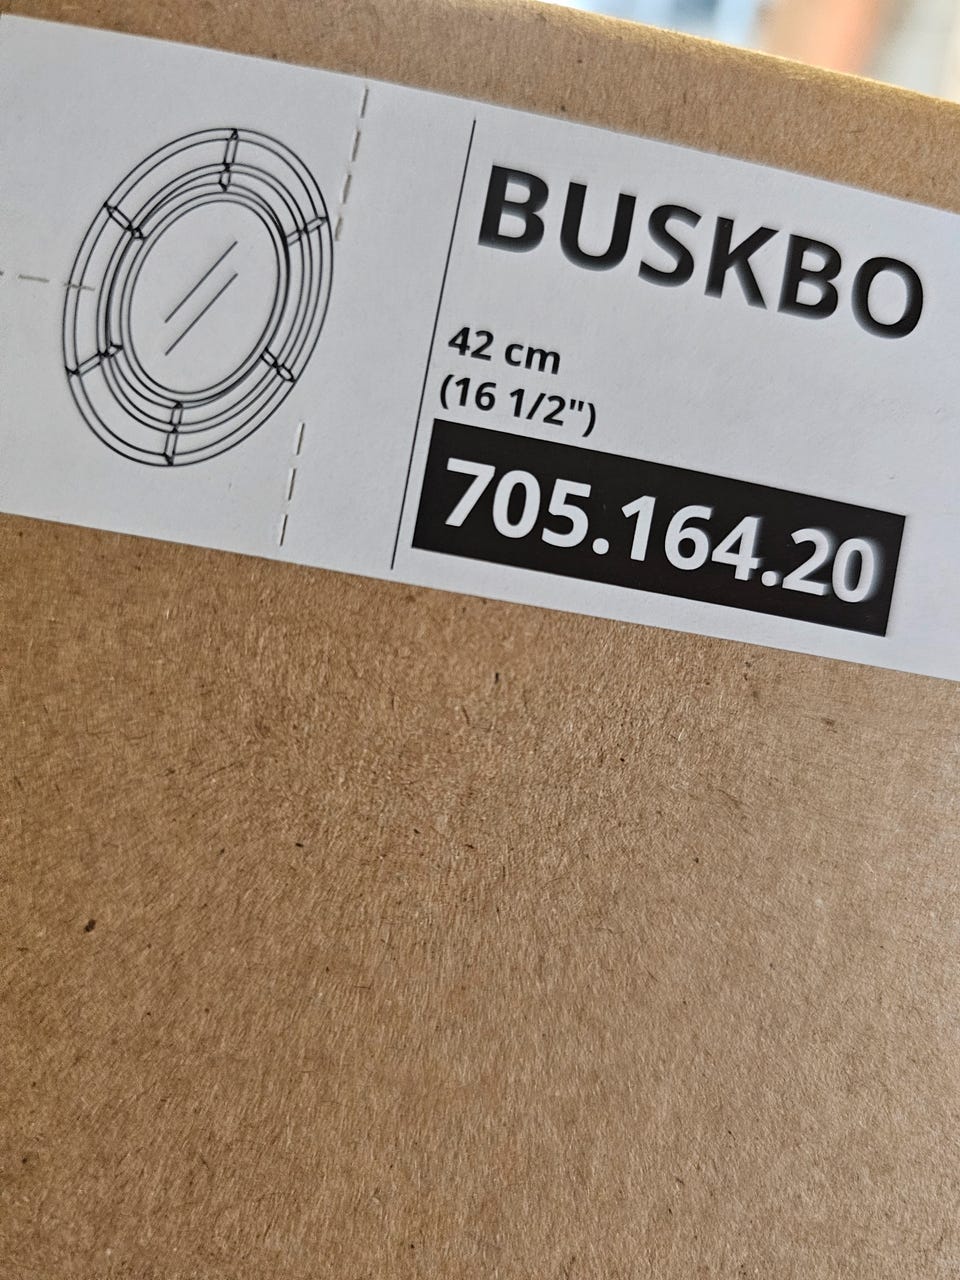 BUSKBO
42 cm
(16 1/2")
705.164.20